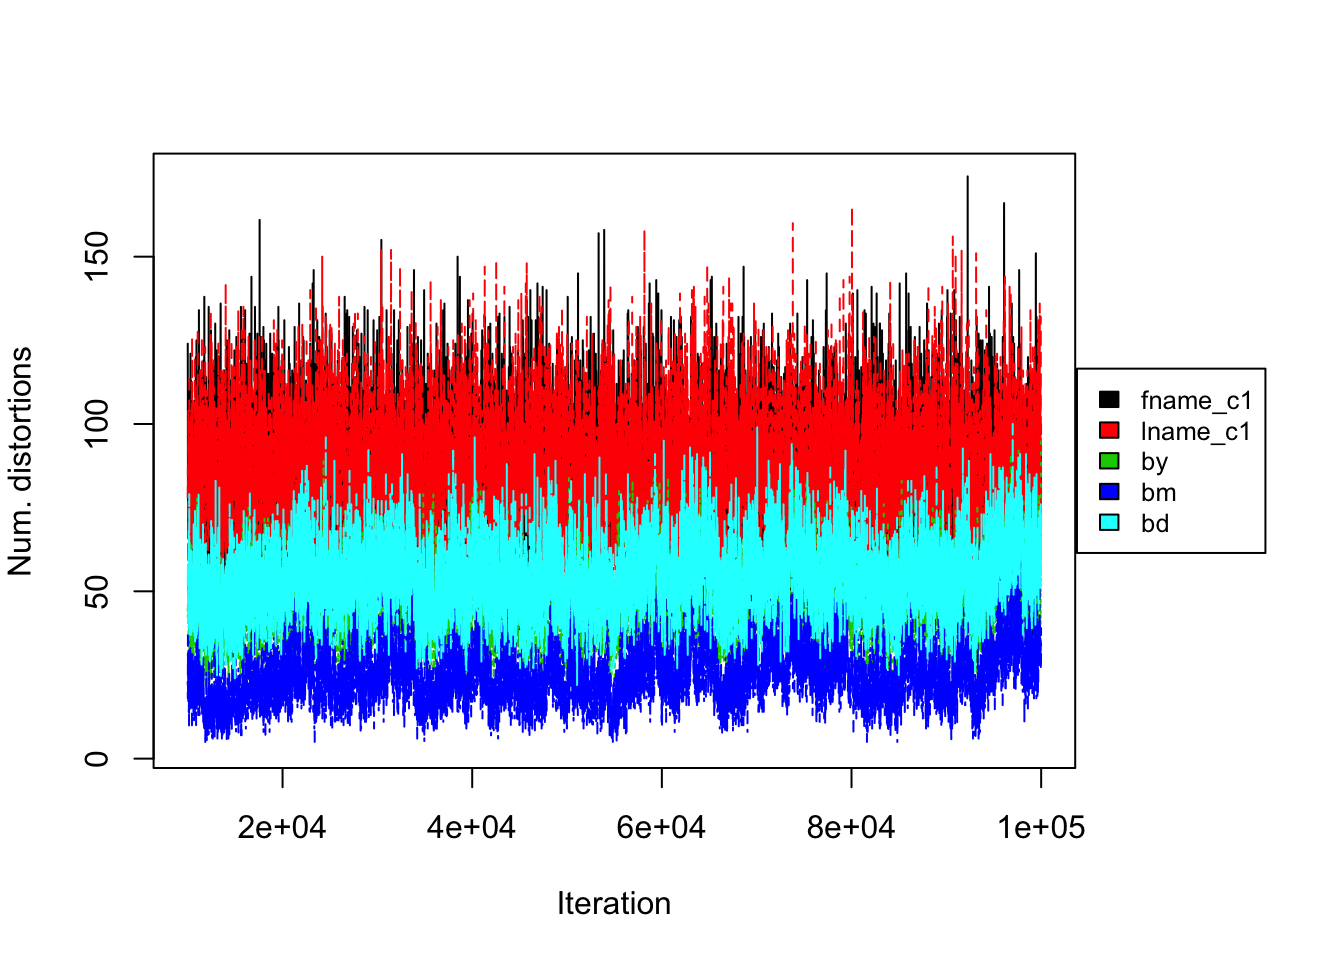 Num. distortions
150
100
50
0
2e+04 4e+04 6e+04 8e+04 1e+05
Iteration
fname_c1
lname_c1
by
bm
bd